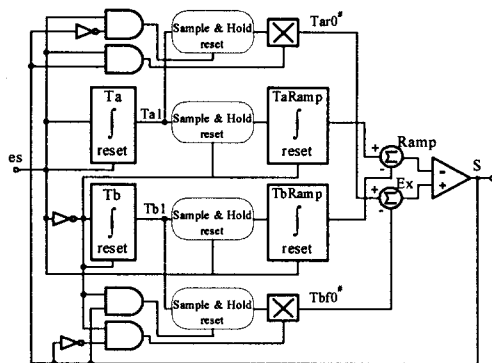 Sample & Hold
reset
Tar0#
Ta
∫
reset
Ta1
Sample & Hold
reset
TaRamp
∫
reset
Ramp
+
Σ
-
es
S
-
+
Ex
+
Σ
-
Tb
∫
reset
Tb1
Sample & Hold
reset
TbRamp
∫
reset
Sample & Hold
reset
Tbf0#